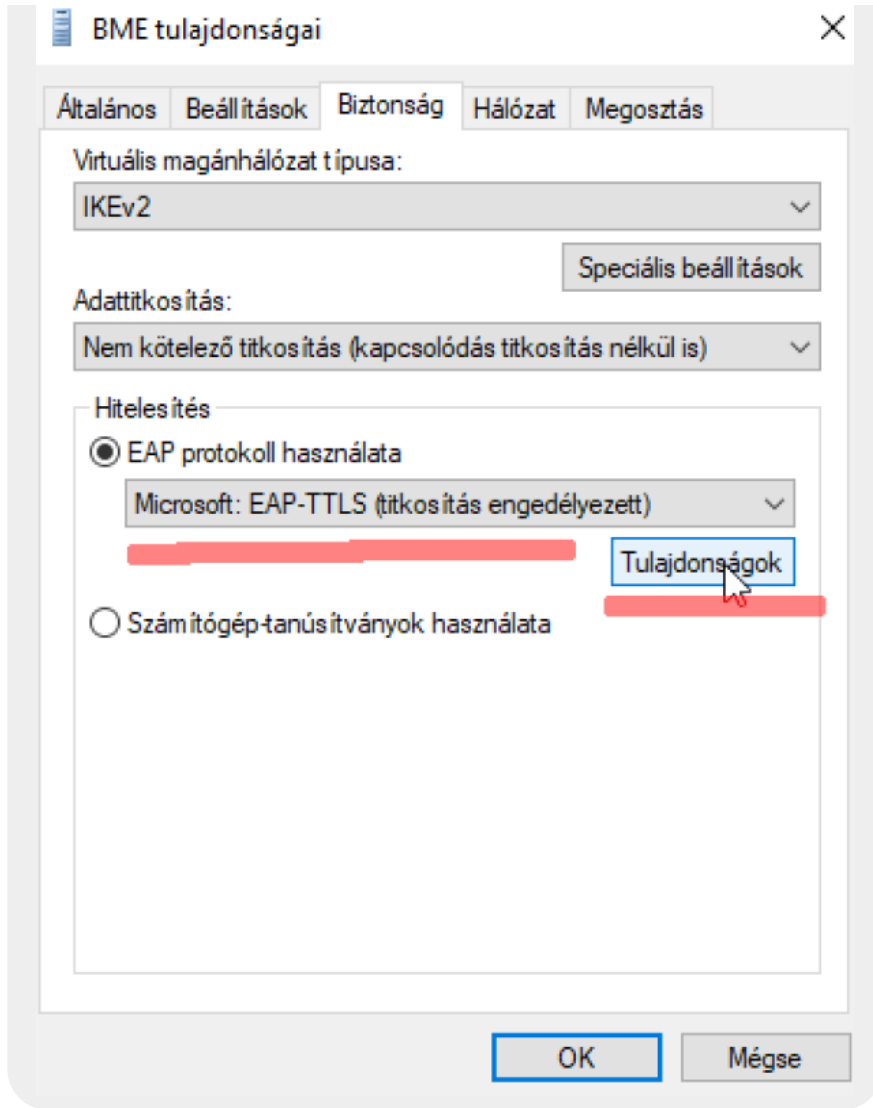 BME tulajdonságai
Általános Beállítások Biztonság Hálózat Megosztás
Virtuális magánhálózat típusa:
IKEv2
Speciális beállítások
Adattitkosítás:
Nem kötelező titkosítás (kapcsolódás titkosítás nélkül is)
Hitelesítés
EAP protokoll használata
Microsoft: EAP-TTLS (titkosítás engedélyezett)
Tulajdonságok
Számítógép-tanúsítványok használata
OK Mégse